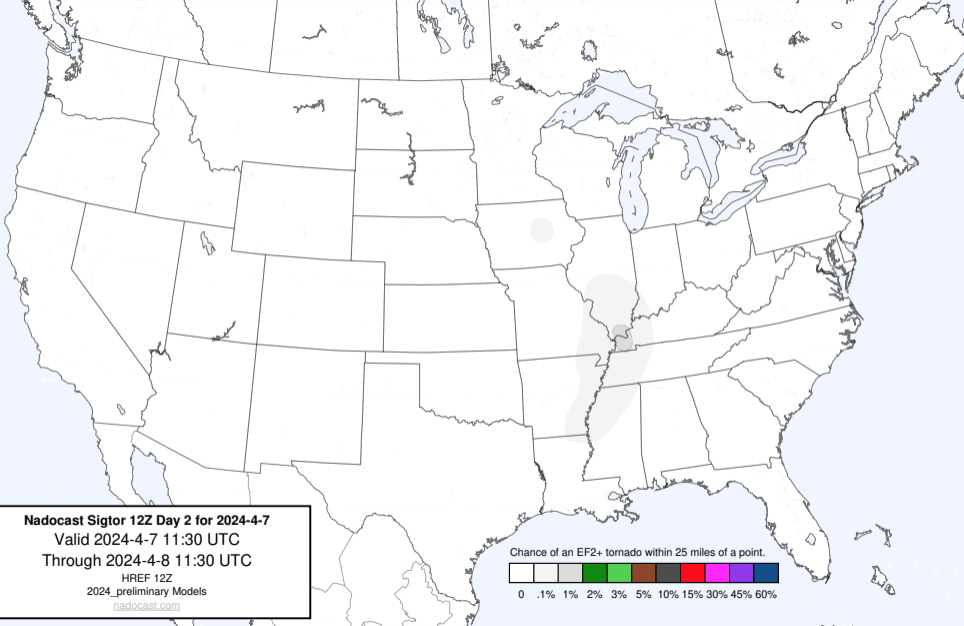 Nadocast Sigtor 12Z Day 2 for 2024-4-7
Valid 2024-4-7 11:30 UTC
Through 2024-4-8 11:30 UTC
HREF 12Z
2024_preliminary Models
nadocast.com
Chance of an EF2+ tornado within 25 miles of a point.
0 .1% 1% 2% 3% 5% 10% 15% 30% 45% 60%